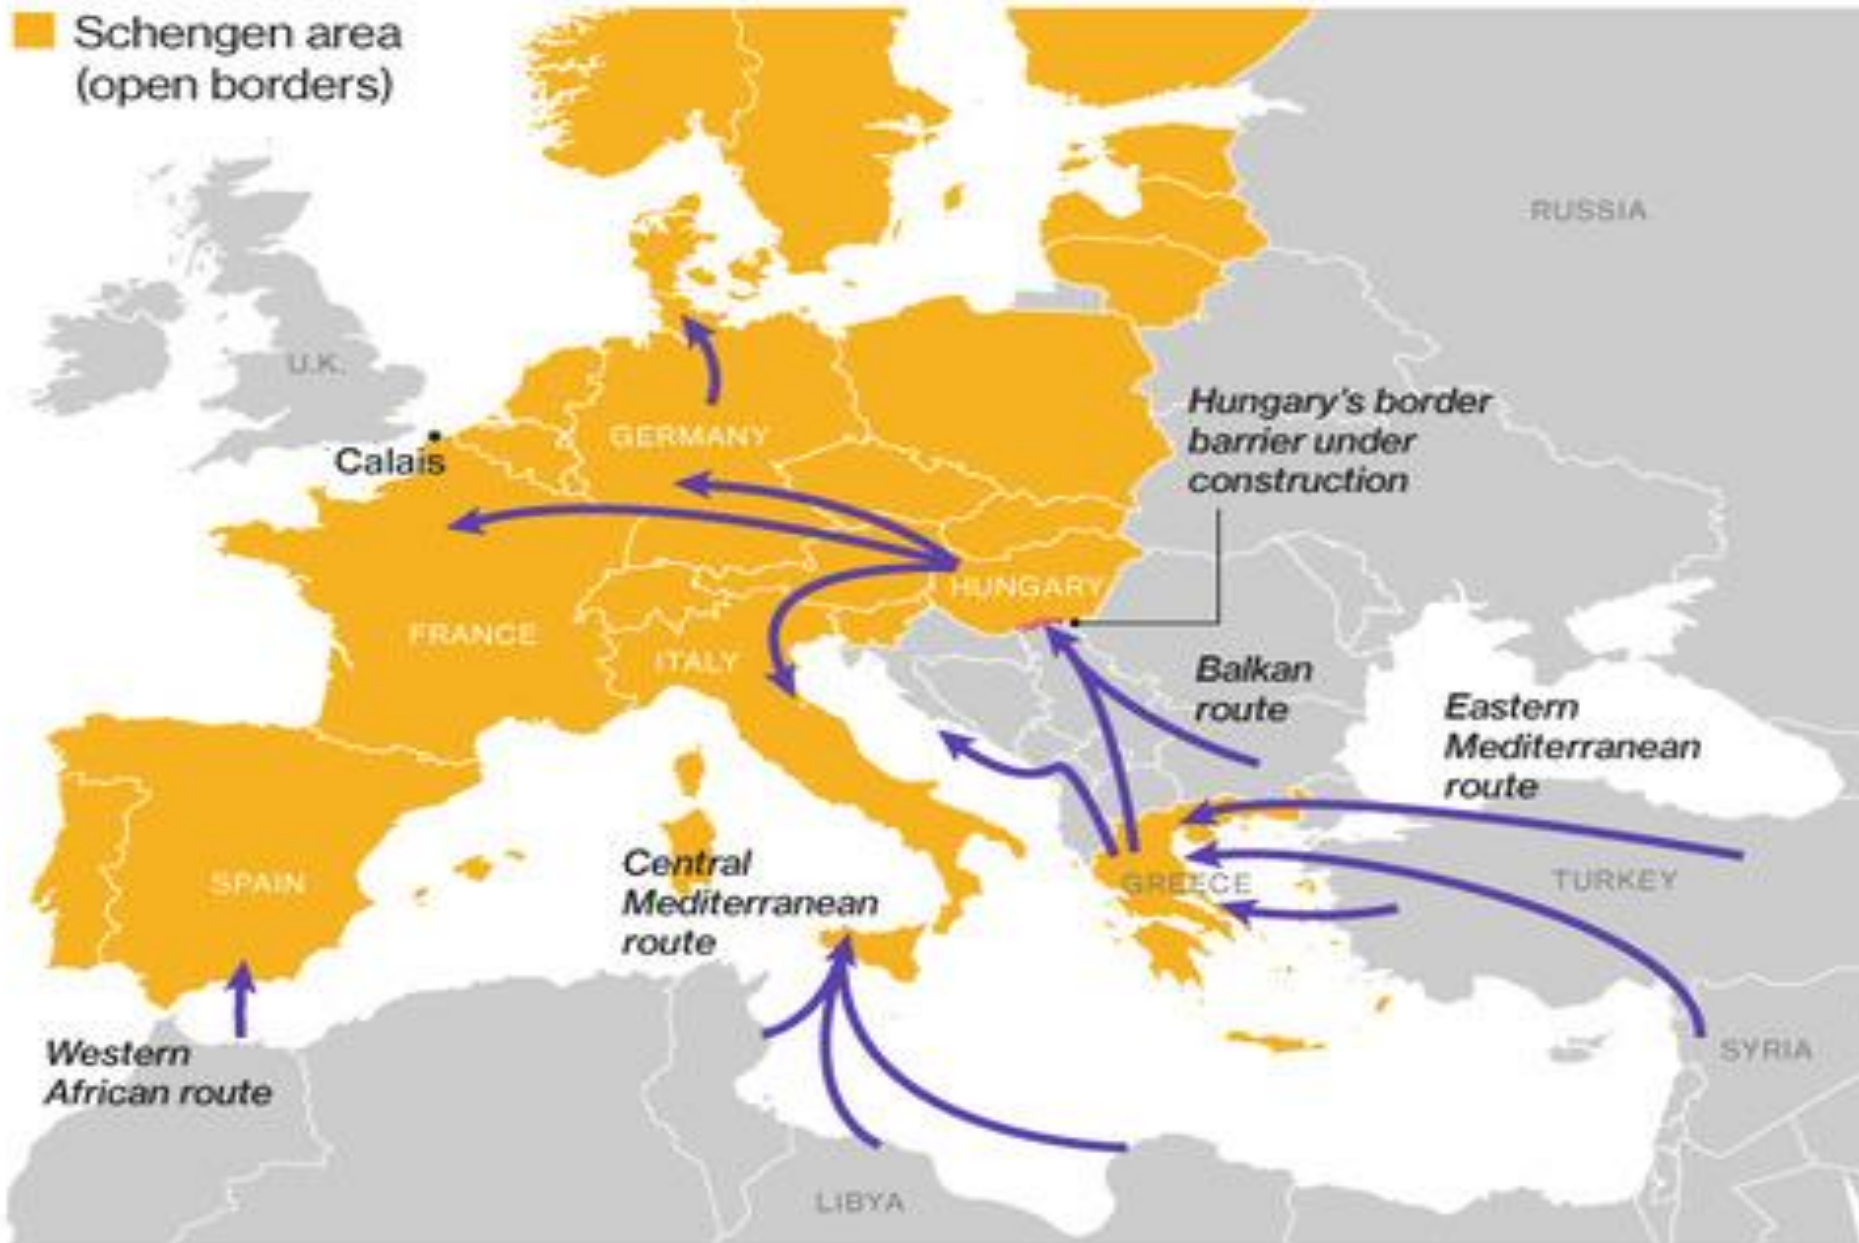 Schengen area
(open borders)
RUSSIA
U.K.
Calais
GERMANY
Hungary's border
barrier under
construction
HUNGARY
FRANCE
ITALY
Balkan
route
Eastern
Mediterranean
route
SPAIN
Central
Mediterranean
route
GREECE
TURKEY
Western
African route
SYRIA
LIBYA